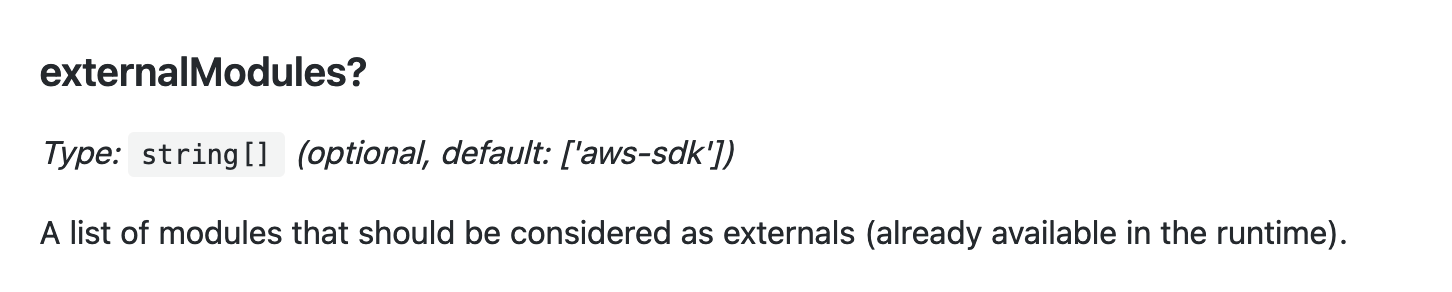 externalModules?
Type: string[] (optional, default: ['aws-sdk'])
A list of modules that should be considered as externals (already available in the runtime).